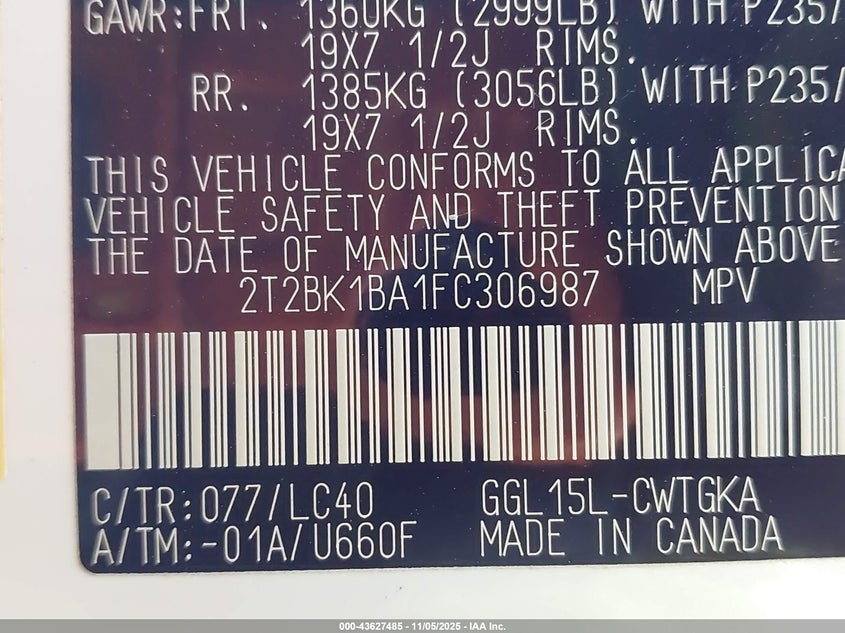 GAWR:FRT. 1360KG (2999LB) WITH P235/
19X7 1/2J RIMS.
RR. 1385KG (3056LB) WITH P235/
19X7 1/2J RIMS.
THIS VEHICLE CONFORMS TO ALL APPLICA
VEHICLE SAFETY AND THEFT PREVENTION
THE DATE OF MANUFACTURE SHOWN ABOVE
2T2BK1BA1FC306987 MPV
C/TR:077/LC40 GGL15L-CWTGKA
A/TM:-01A/U660F MADE IN CANADA
000-43627485 - 11/05/2025 - IAA Inc.